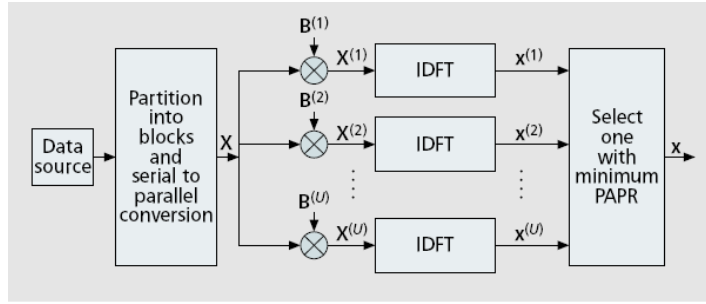 Data
source
Partition
into
blocks
and
serial to
parallel
conversion
X
B(1)
X(1)
IDFT
x(1)
B(2)
X(2)
IDFT
x(2)
B(U)
X(U)
IDFT
x(U)
Select
one
with
minimum
PAPR
x